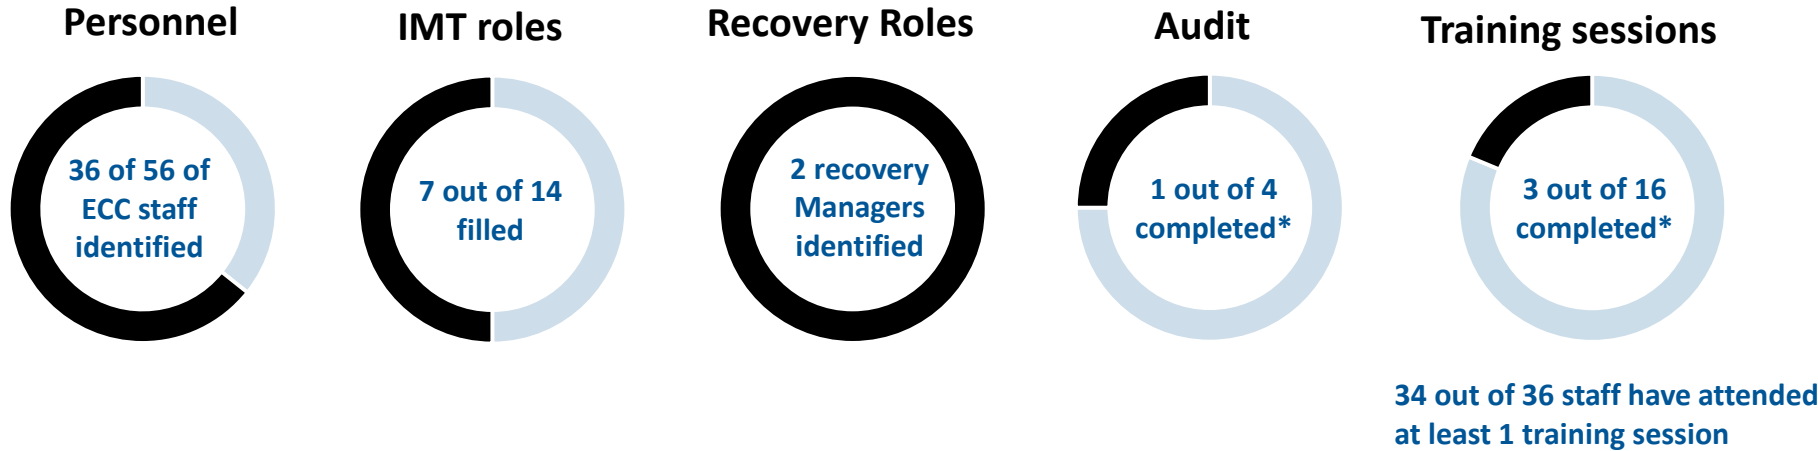 Personnel
IMT roles
Recovery Roles
Audit
Training sessions
36 of 56 of
ECC staff
identified
7 out of 14
filled
2 recovery
Managers
identified
1 out of 4
completed*
3 out of 16
completed*
34 out of 36 staff have attended
at least 1 training session